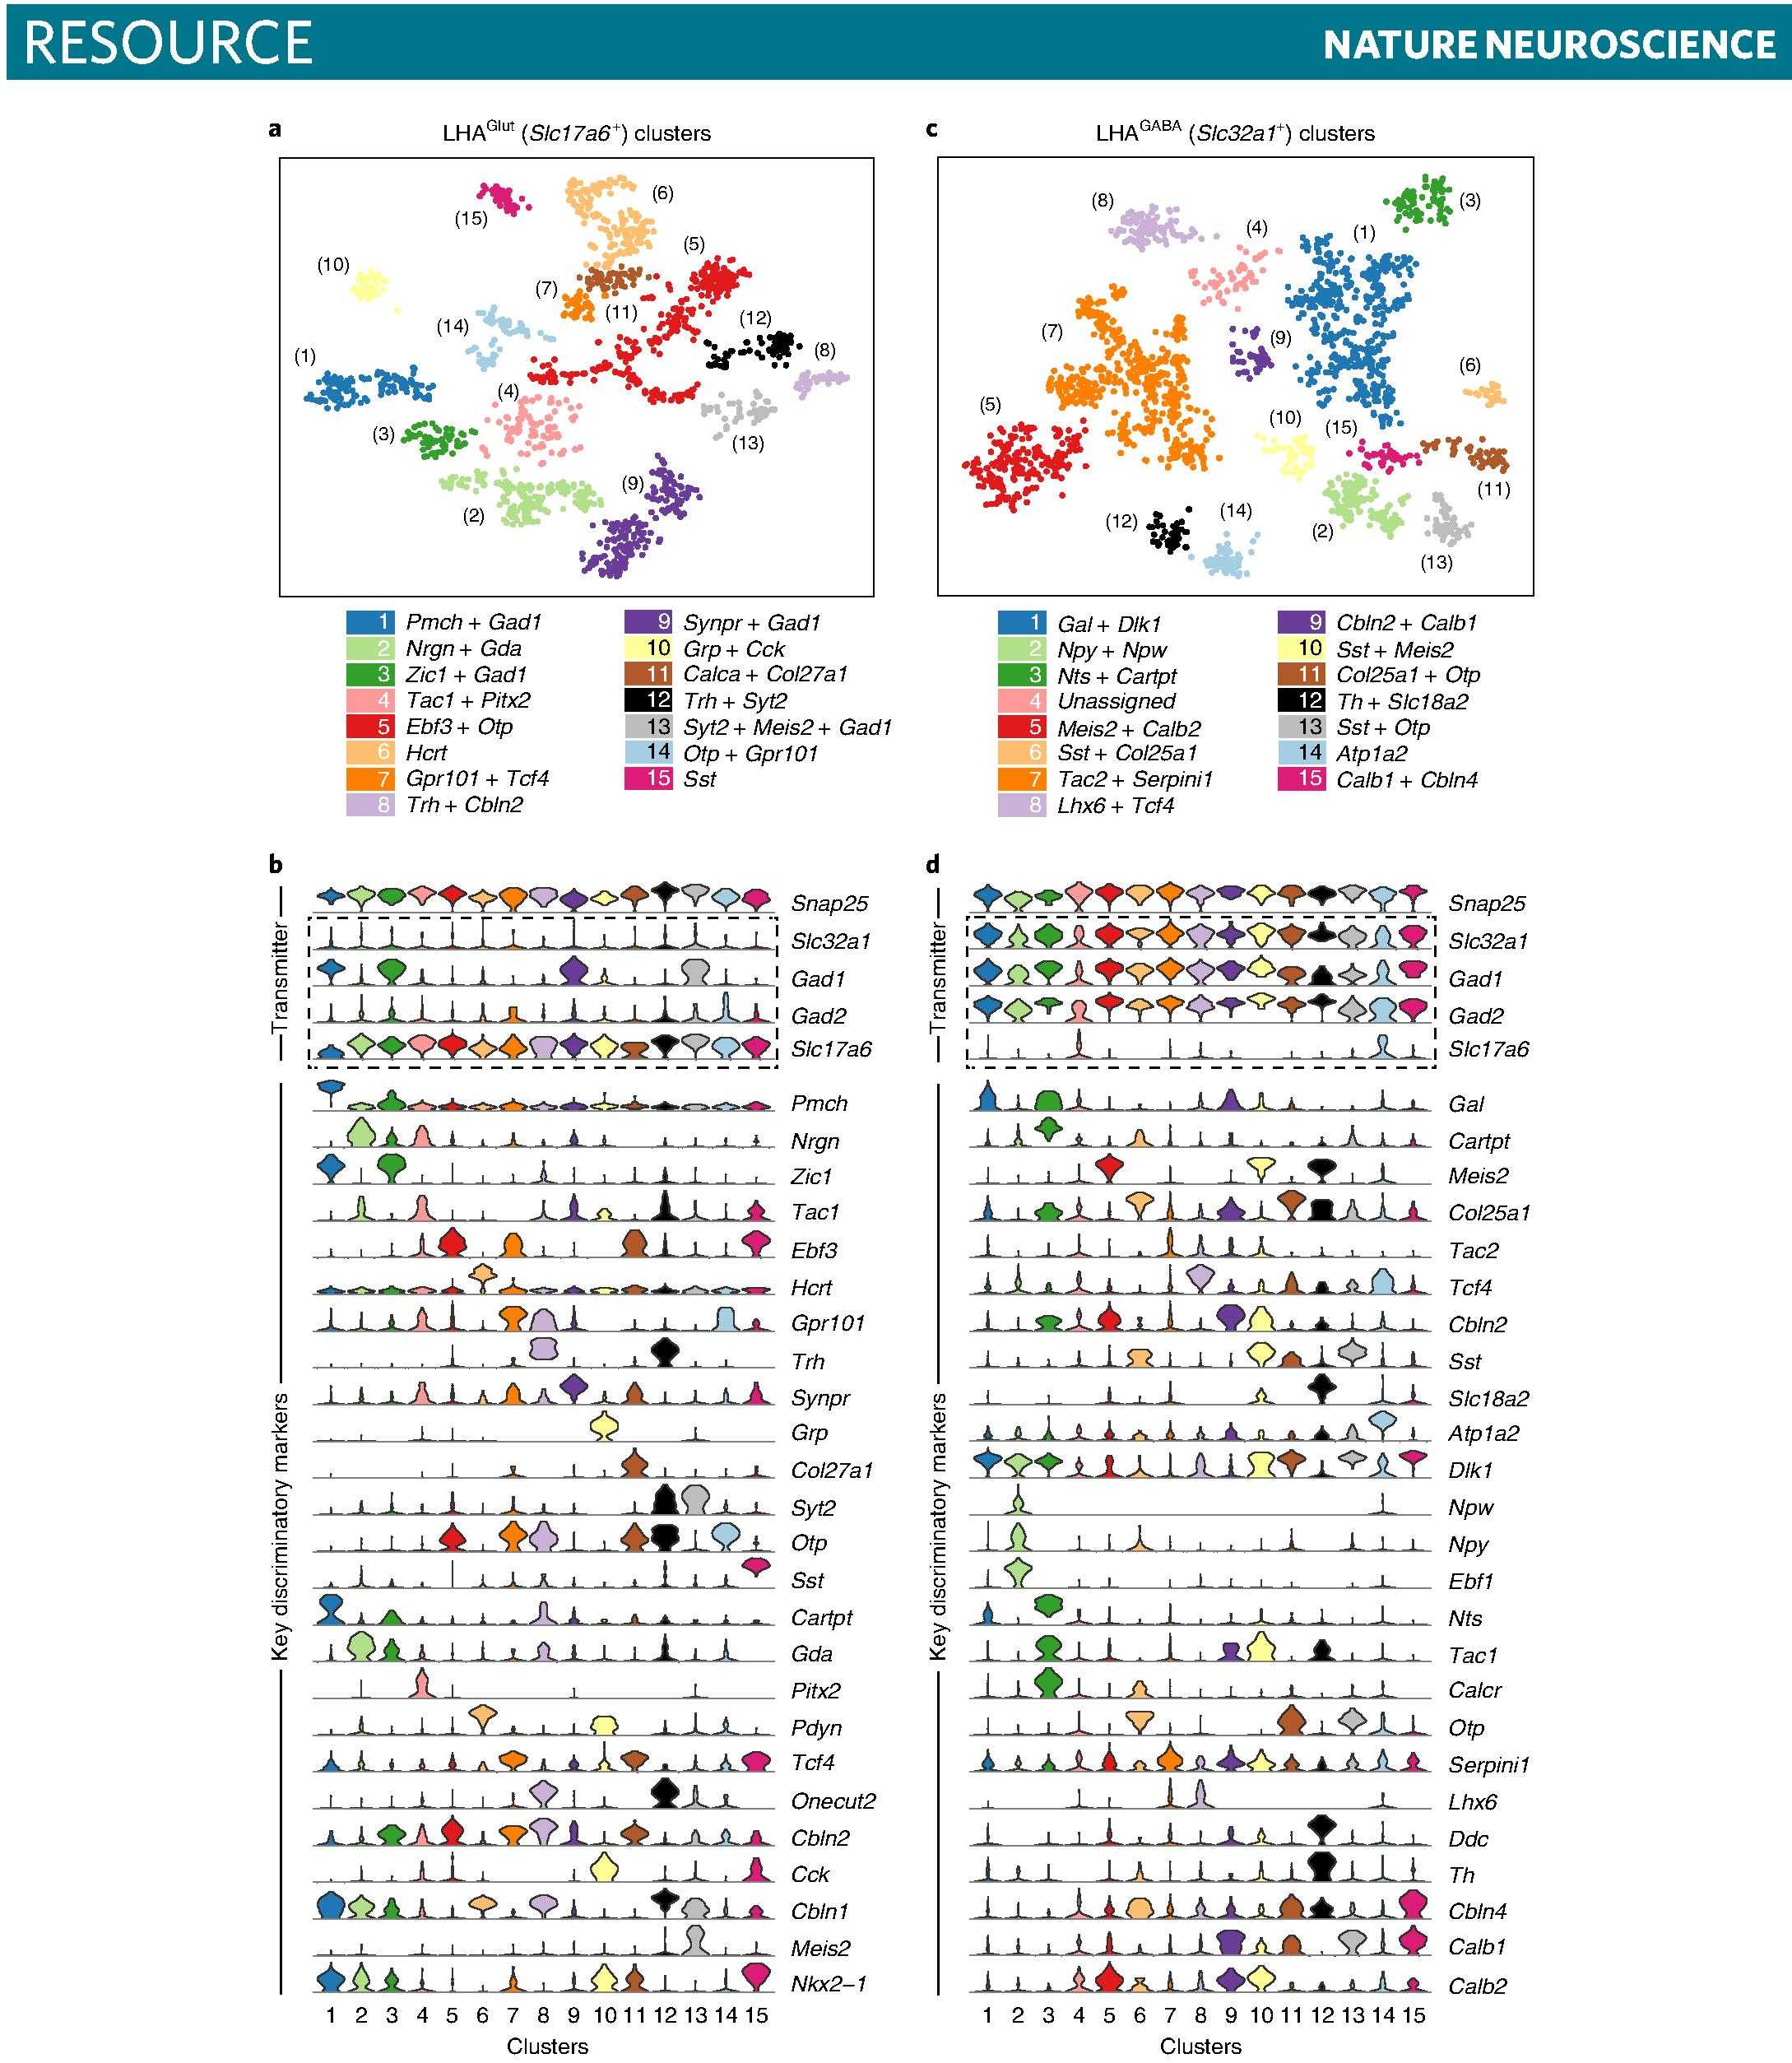 RESOURCE
NATURE NEUROSCIENCE
a
LHAGlut (Slc17a6+) clusters
(15)
(6)
(10)
(5)
(7)
(11)
(14)
(12)
(1)
(8)
(4)
(3)
(13)
(9)
(2)
1 Pmch + Gad1
2 Nrgn + Gda
3 Zic1 + Gad1
4 Tac1 + Pitx2
5 Ebf3 + Otp
6 Hcrt
7 Gpr101 + Tcf4
8 Trh + Cbln2
9 Synpr + Gad1
10 Grp + Cck
11 Calca + Col27a1
12 Trh + Syt2
13 Syt2 + Meis2 + Gad1
14 Otp + Gpr101
15 Sst
c
LHAGABA (Slc32a1+) clusters
(8)
(3)
(4)
(1)
(7)
(9)
(6)
(5)
(10)
(15)
(11)
(12)
(14)
(2)
(13)
1 Gal + Dlk1
2 Npy + Npw
3 Nts + Cartpt
4 Unassigned
5 Meis2 + Calb2
6 Sst + Col25a1
7 Tac2 + Serpini1
8 Lhx6 + Tcf4
9 Cbln2 + Calb1
10 Sst + Meis2
11 Col25a1 + Otp
12 Th + Slc18a2
13 Sst + Otp
14 Atp1a2
15 Calb1 + Cbln4
b
Transmitter
Snap25
Slc32a1
Gad1
Gad2
Slc17a6
Key discriminatory markers
Pmch
Nrgn
Zic1
Tac1
Ebf3
Hcrt
Gpr101
Trh
Synpr
Grp
Col27a1
Syt2
Otp
Sst
Cartpt
Gda
Pitx2
Pdyn
Tcf4
Onecut2
Cbln2
Cck
Cbln1
Meis2
Nkx2−1
1 2 3 4 5 6 7 8 9 10 11 12 13 14 15
Clusters
d
Transmitter
Snap25
Slc32a1
Gad1
Gad2
Slc17a6
Key discriminatory markers
Gal
Cartpt
Meis2
Col25a1
Tac2
Tcf4
Cbln2
Sst
Slc18a2
Atp1a2
Dlk1
Npw
Npy
Ebf1
Nts
Tac1
Calcr
Otp
Serpini1
Lhx6
Ddc
Th
Cbln4
Calb1
Calb2
1 2 3 4 5 6 7 8 9 10 11 12 13 14 15
Clusters